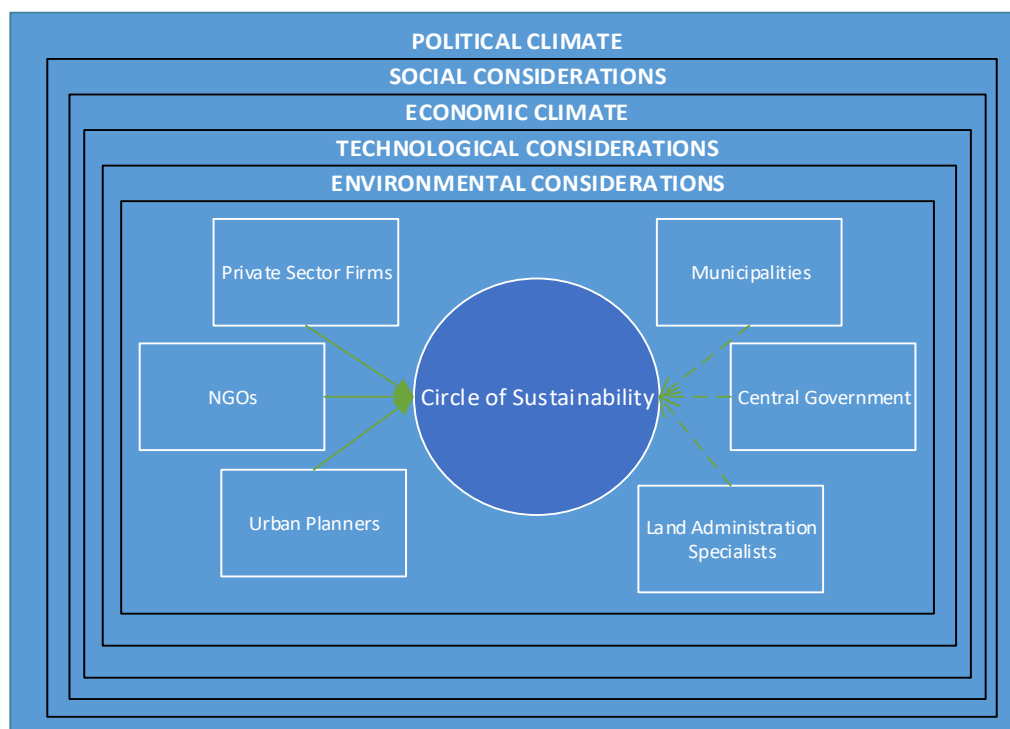 POLITICAL CLIMATE
SOCIAL CONSIDERATIONS
ECONOMIC CLIMATE
TECHNOLOGICAL CONSIDERATIONS
ENVIRONMENTAL CONSIDERATIONS
Private Sector Firms
Municipalities
NGOs
Circle of Sustainability
Central Government
Urban Planners
Land Administration
Specialists